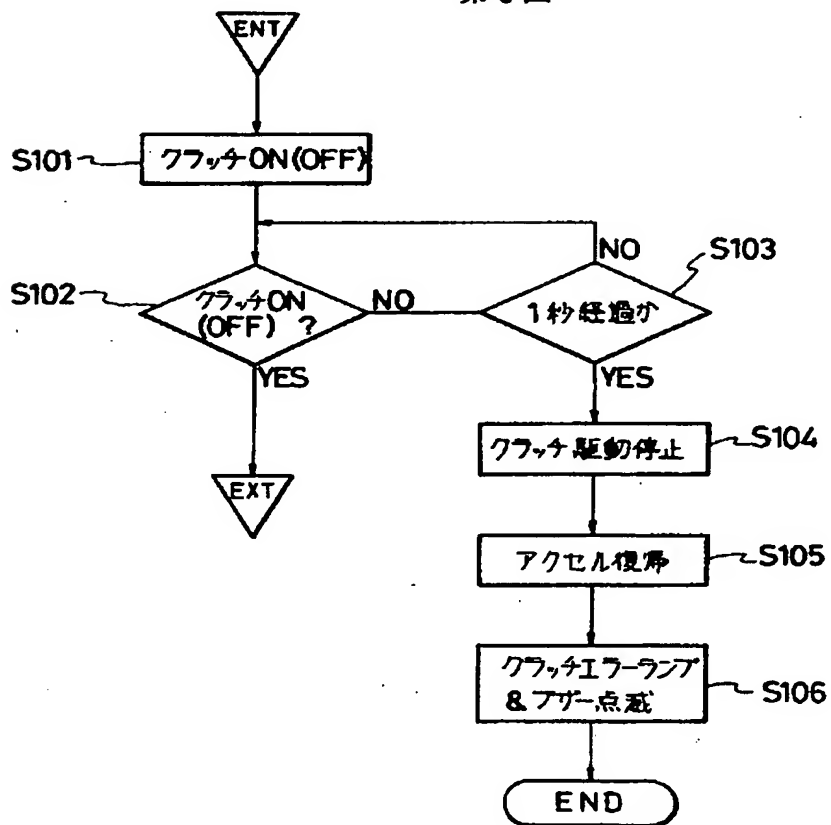 ENT
S101
クラッチON(OFF)
NO
S103
S102
クラッチON
(OFF) ?
NO
1秒経過か
YES
YES
クラッチ駆動停止
S104
EXT
アクセル復帰
S105
クラッチエラーランプ
&ブザー点滅
S106
END